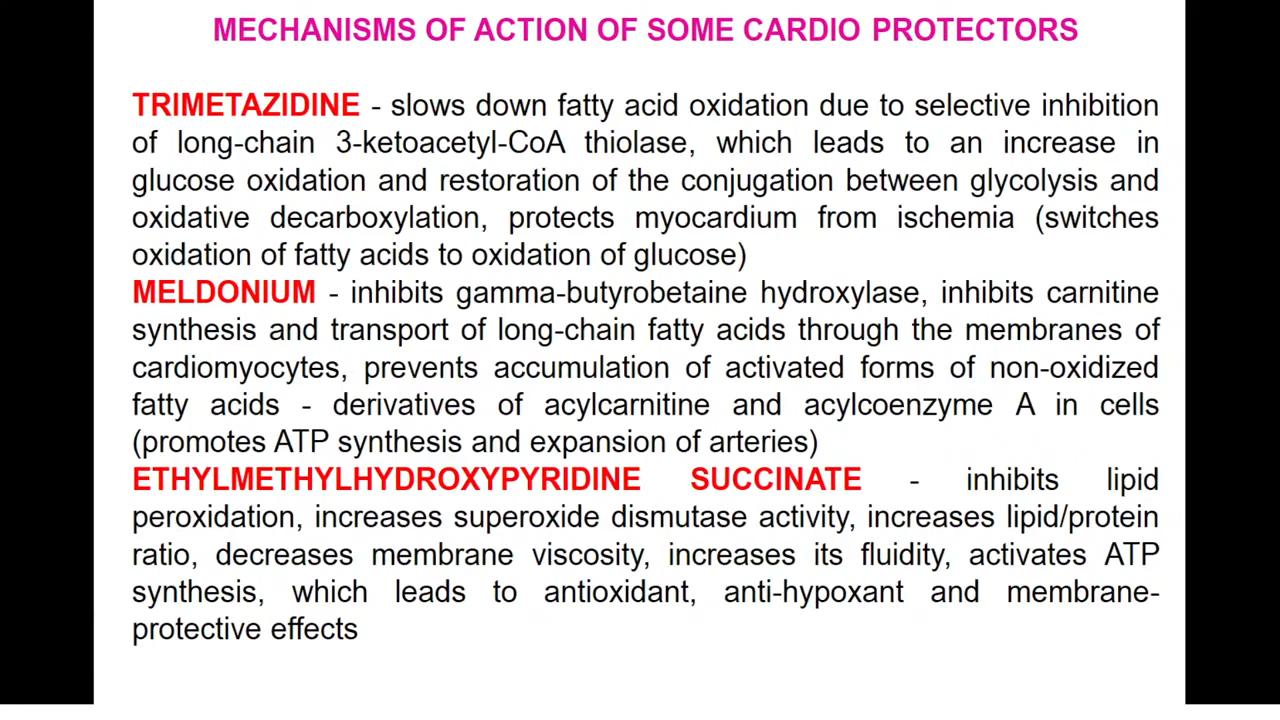 MECHANISMS OF ACTION OF SOME CARDIO PROTECTORS
TRIMETAZIDINE - slows down fatty acid oxidation due to selective inhibition
of long-chain 3-ketoacetyl-CoA thiolase, which leads to an increase in
glucose oxidation and restoration of the conjugation between glycolysis and
oxidative decarboxylation, protects myocardium from ischemia (switches
oxidation of fatty acids to oxidation of glucose)
MELDONIUM - inhibits gamma-butyrobetaine hydroxylase, inhibits carnitine
synthesis and transport of long-chain fatty acids through the membranes of
cardiomyocytes, prevents accumulation of activated forms of non-oxidized
fatty acids - derivatives of acylcarnitine and acylcoenzyme A in cells
(promotes ATP synthesis and expansion of arteries)
ETHYLMETHYLHYDROXYPYRIDINE SUCCINATE - inhibits lipid
peroxidation, increases superoxide dismutase activity, increases lipid/protein
ratio, decreases membrane viscosity, increases its fluidity, activates ATP
synthesis, which leads to antioxidant, anti-hypoxant and membrane-
protective effects